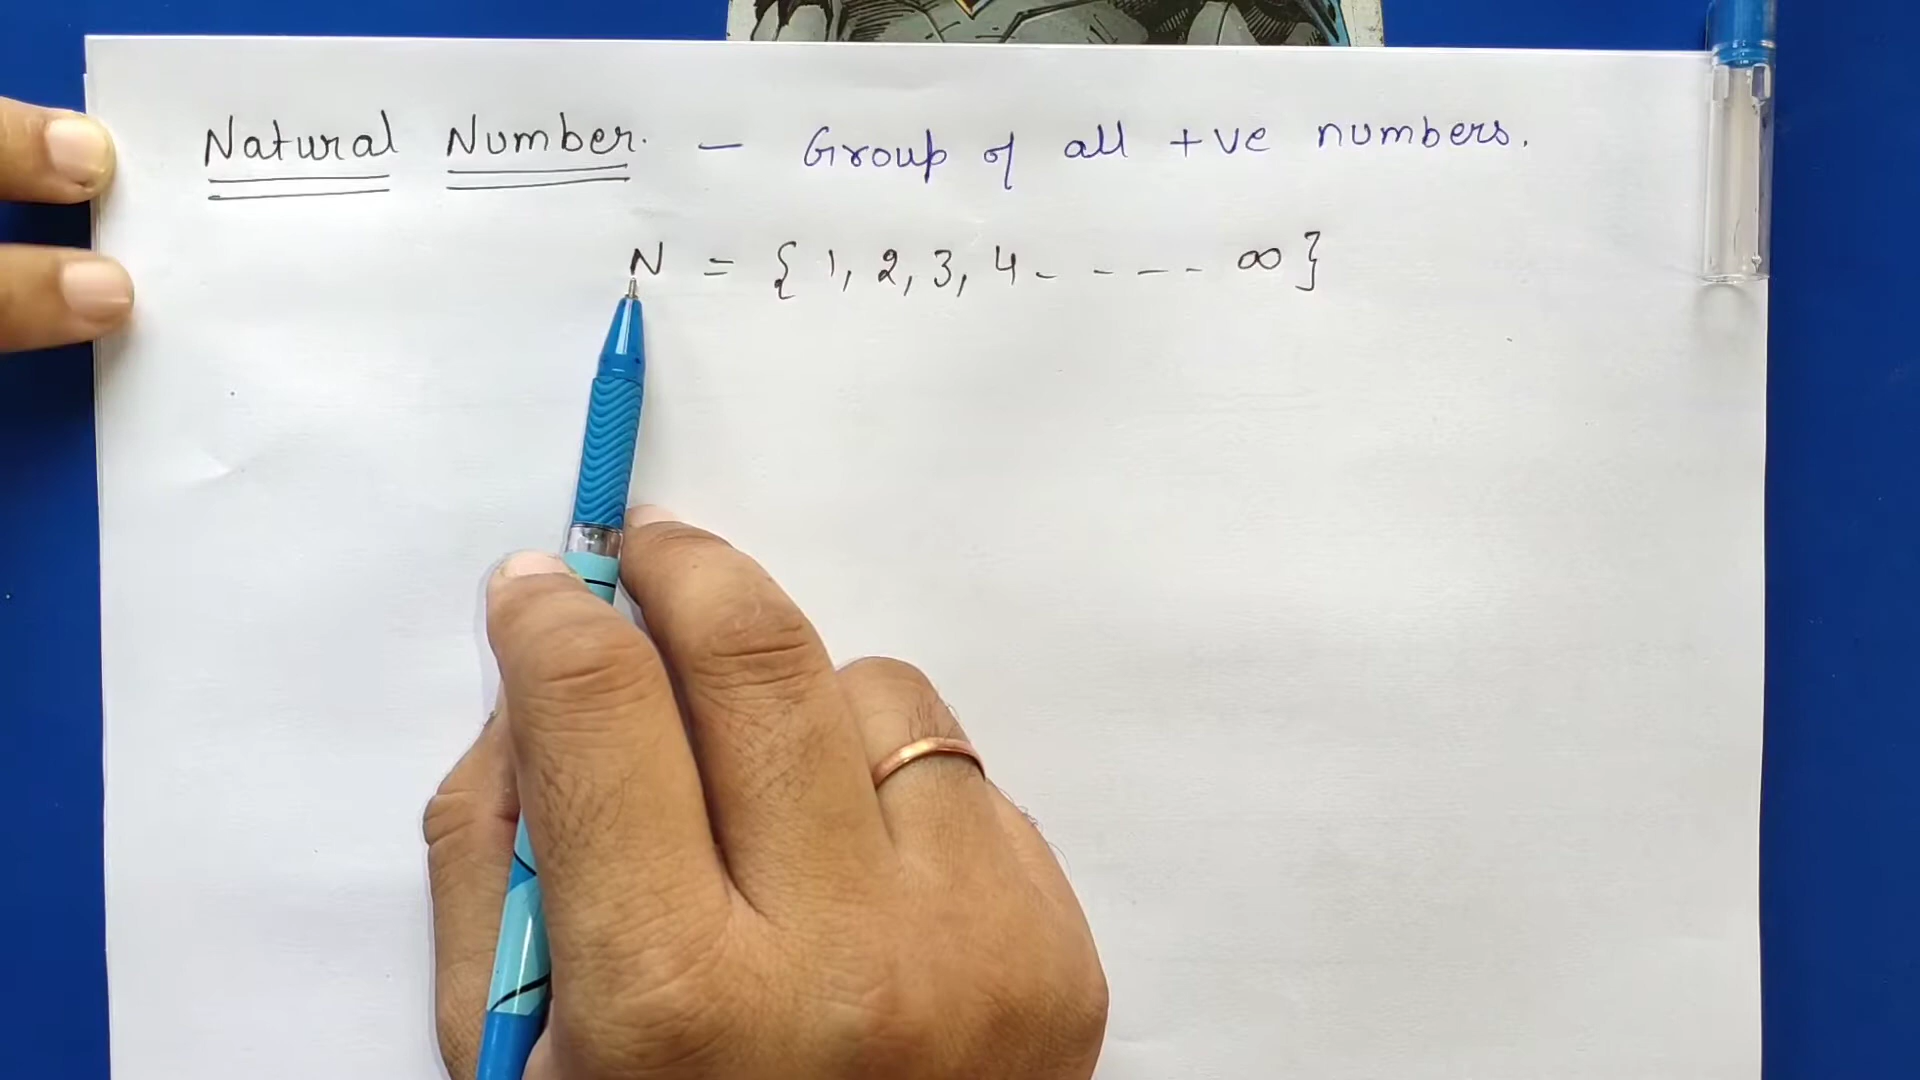 Natural Number. - Group of all +ve numbers.
N = { 1, 2, 3, 4 - - - - - ∞ }